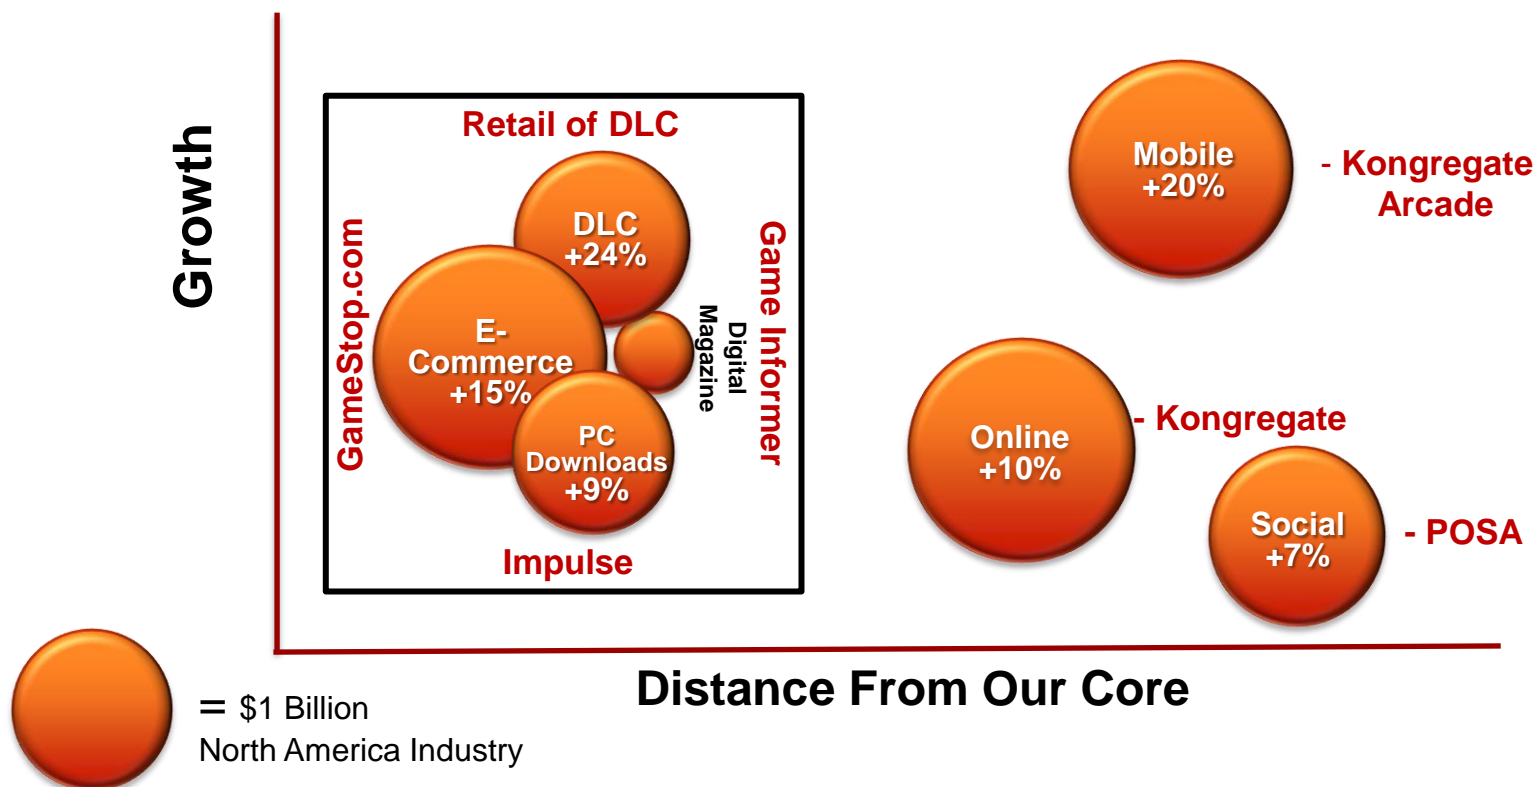 Growth
Retail of DLC
GameStop.com
DLC
+24%
E-
Commerce
+15%
PC
Downloads
+9%
Digital
Magazine
Game Informer
Impulse
Mobile
+20%
- Kongregate
Arcade
Online
+10%
- Kongregate
Social
+7%
- POSA
Distance From Our Core
= $1 Billion
North America Industry